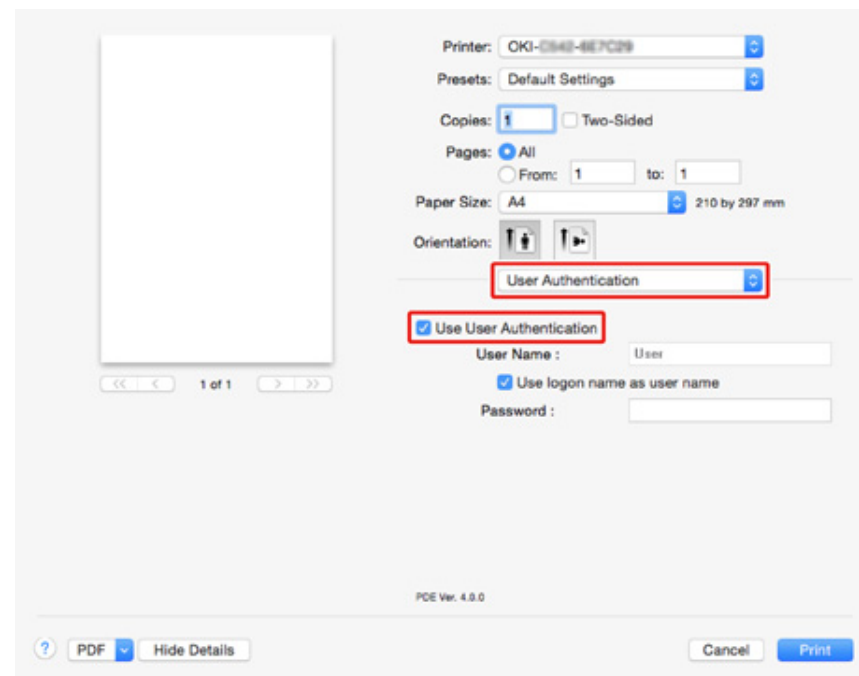 Printer: OKI-
Presets: Default Settings
Copies: 1 Two-Sided
Pages: All
From: 1 to: 1
Paper Size: A4 210 by 297 mm
Orientation:
User Authentication
Use User Authentication
User Name : User
<< < 1 of 1 > >>
Use logon name as user name
Password :
PDE Ver. 4.0.0
? PDF Hide Details Cancel Print